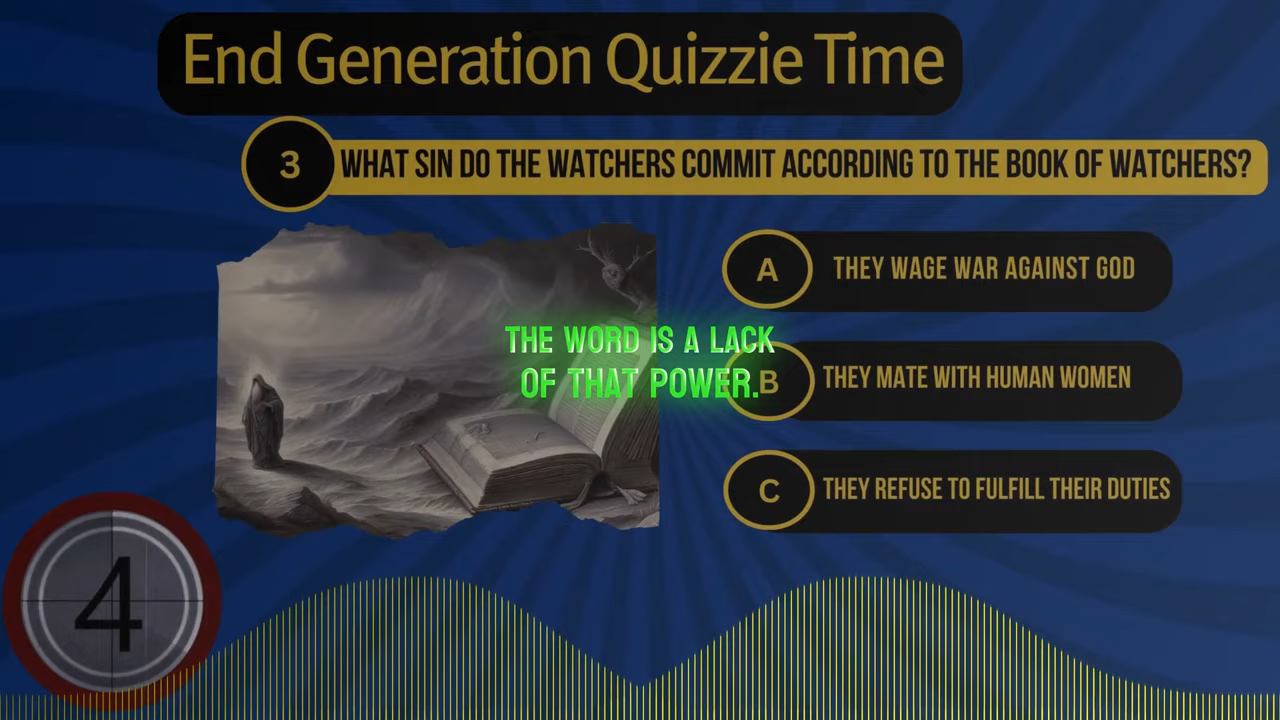 End Generation Quizzie Time
3 WHAT SIN DO THE WATCHERS COMMIT ACCORDING TO THE BOOK OF WATCHERS?
A THEY WAGE WAR AGAINST GOD
THE WORD IS A LACK
OF THAT POWER.
B THEY MATE WITH HUMAN WOMEN
C THEY REFUSE TO FULFILL THEIR DUTIES
4